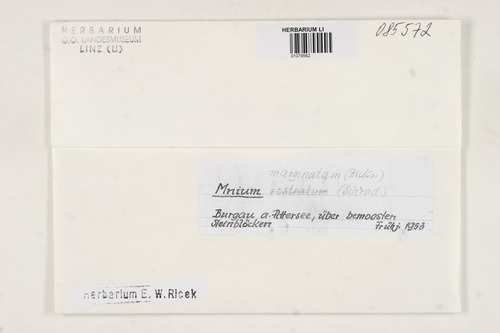 HERBARIUM
O.Ö. LANDESMUSEUM
LINZ (LI)
HERBARIUM LI
085572
marginatum (Dicks.)
Mnium rostratum (Schrad.)
Burgau a. Attersee, über bemoosten
Steinblöcken
Frühj. 1953
Herbarium E. W. Ricek